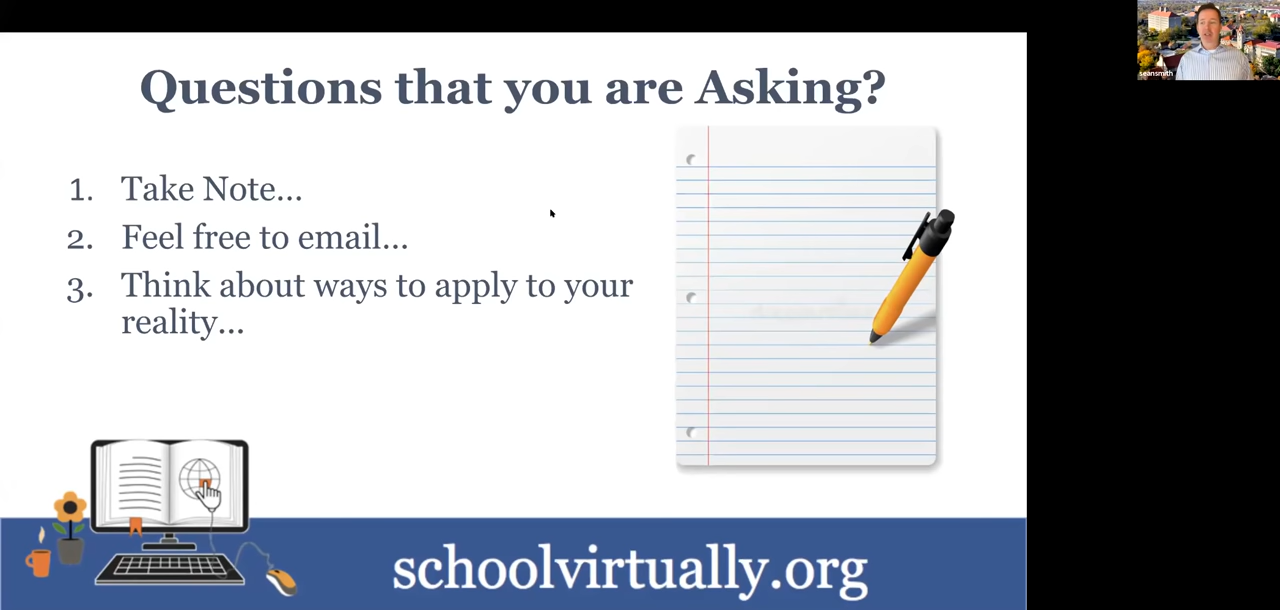 Questions that you are Asking?
1. Take Note...
2. Feel free to email...
3. Think about ways to apply to your
reality...
schoolvirtually.org
seansmith